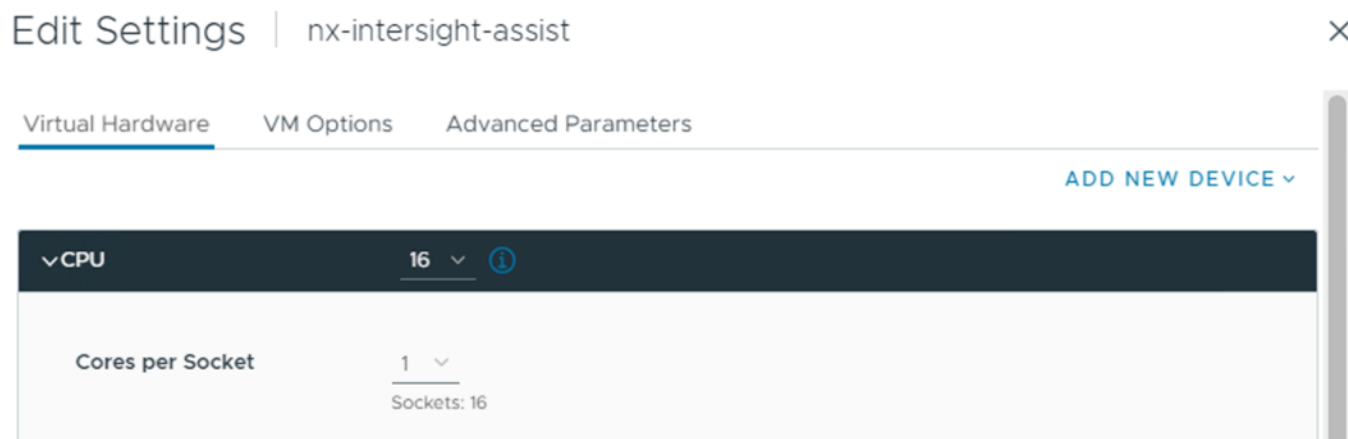 Edit Settings | nx-intersight-assist
Virtual Hardware VM Options Advanced Parameters
ADD NEW DEVICE
CPU 16
Cores per Socket 1
Sockets: 16